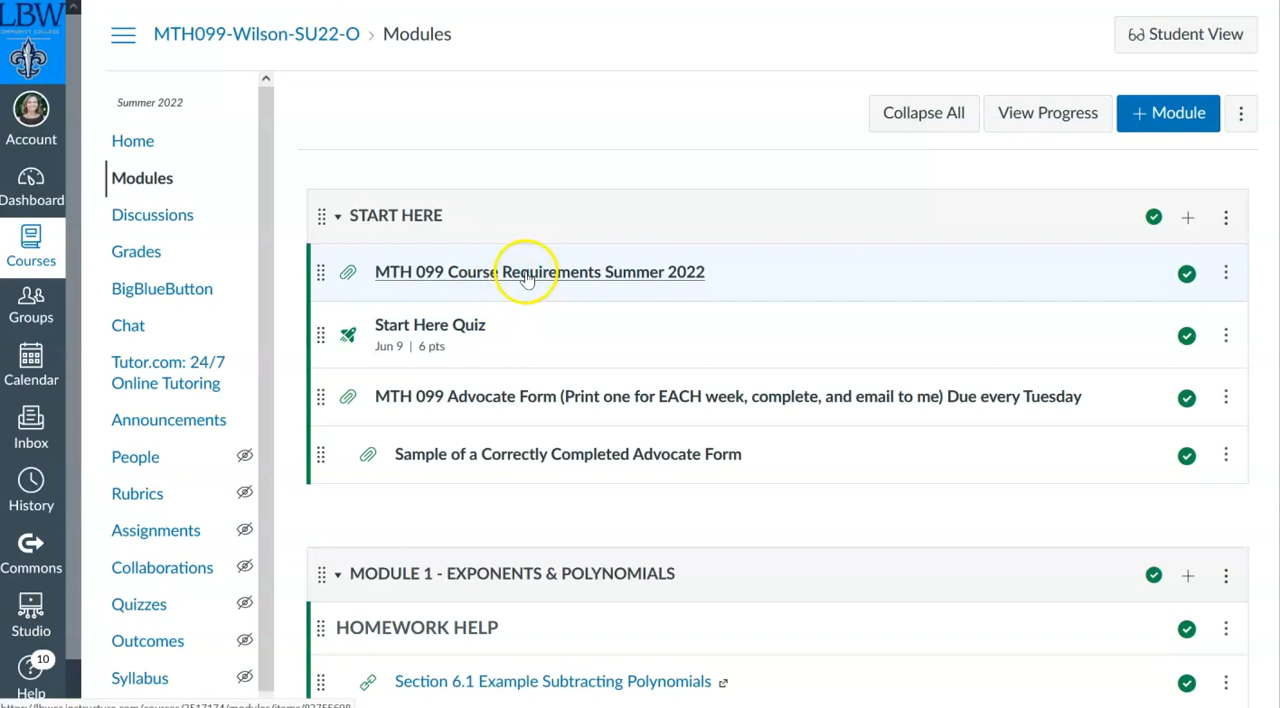 LBW
OMMUNITY COLLEGE
MTH099-Wilson-SU22-O › Modules
Student View
Account
Dashboard
Courses
Groups
Calendar
Inbox
History
Commons
Studio
10
Help
Summer 2022
Home
Modules
Discussions
Grades
BigBlueButton
Chat
Tutor.com: 24/7
Online Tutoring
Announcements
People
Rubrics
Assignments
Collaborations
Quizzes
Outcomes
Syllabus
Collapse All
View Progress
+ Module
START HERE
MTH 099 Course Requirements Summer 2022
Start Here Quiz
Jun 9 | 6 pts
MTH 099 Advocate Form (Print one for EACH week, complete, and email to me) Due every Tuesday
Sample of a Correctly Completed Advocate Form
MODULE 1 - EXPONENTS & POLYNOMIALS
HOMEWORK HELP
Section 6.1 Example Subtracting Polynomials